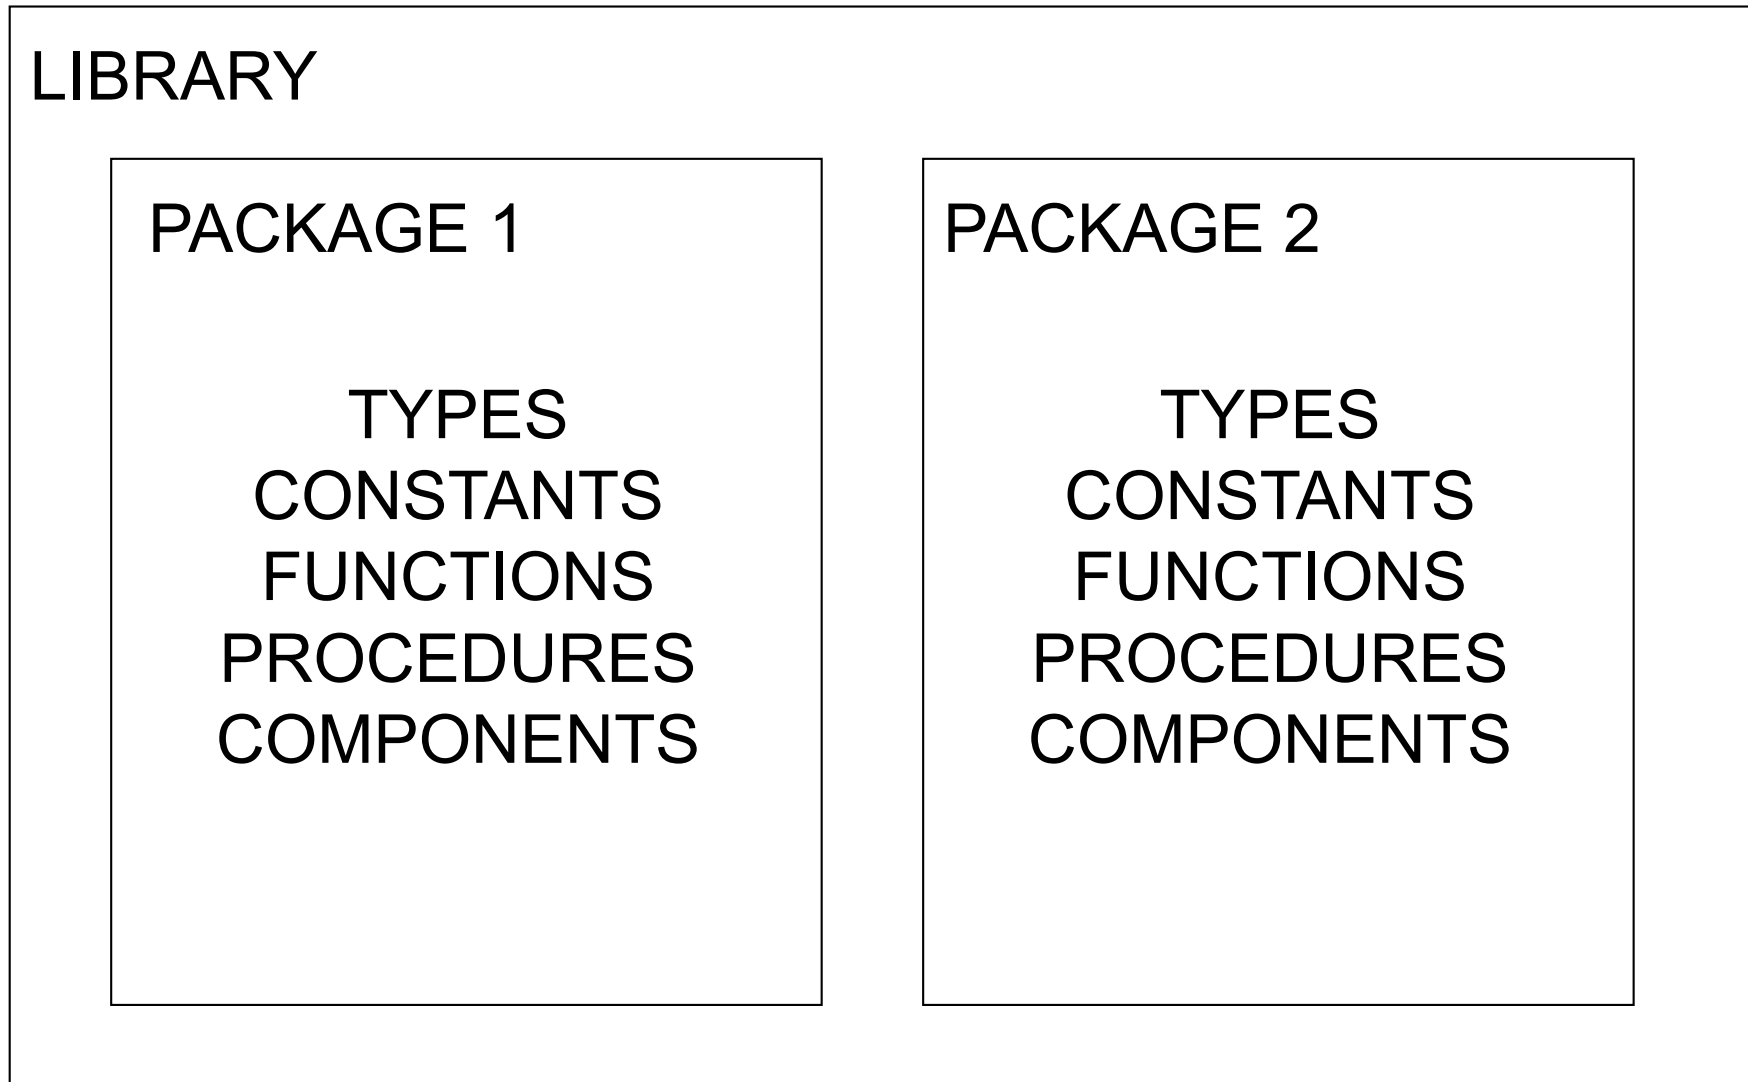 LIBRARY
PACKAGE 1
TYPES
CONSTANTS
FUNCTIONS
PROCEDURES
COMPONENTS
PACKAGE 2
TYPES
CONSTANTS
FUNCTIONS
PROCEDURES
COMPONENTS